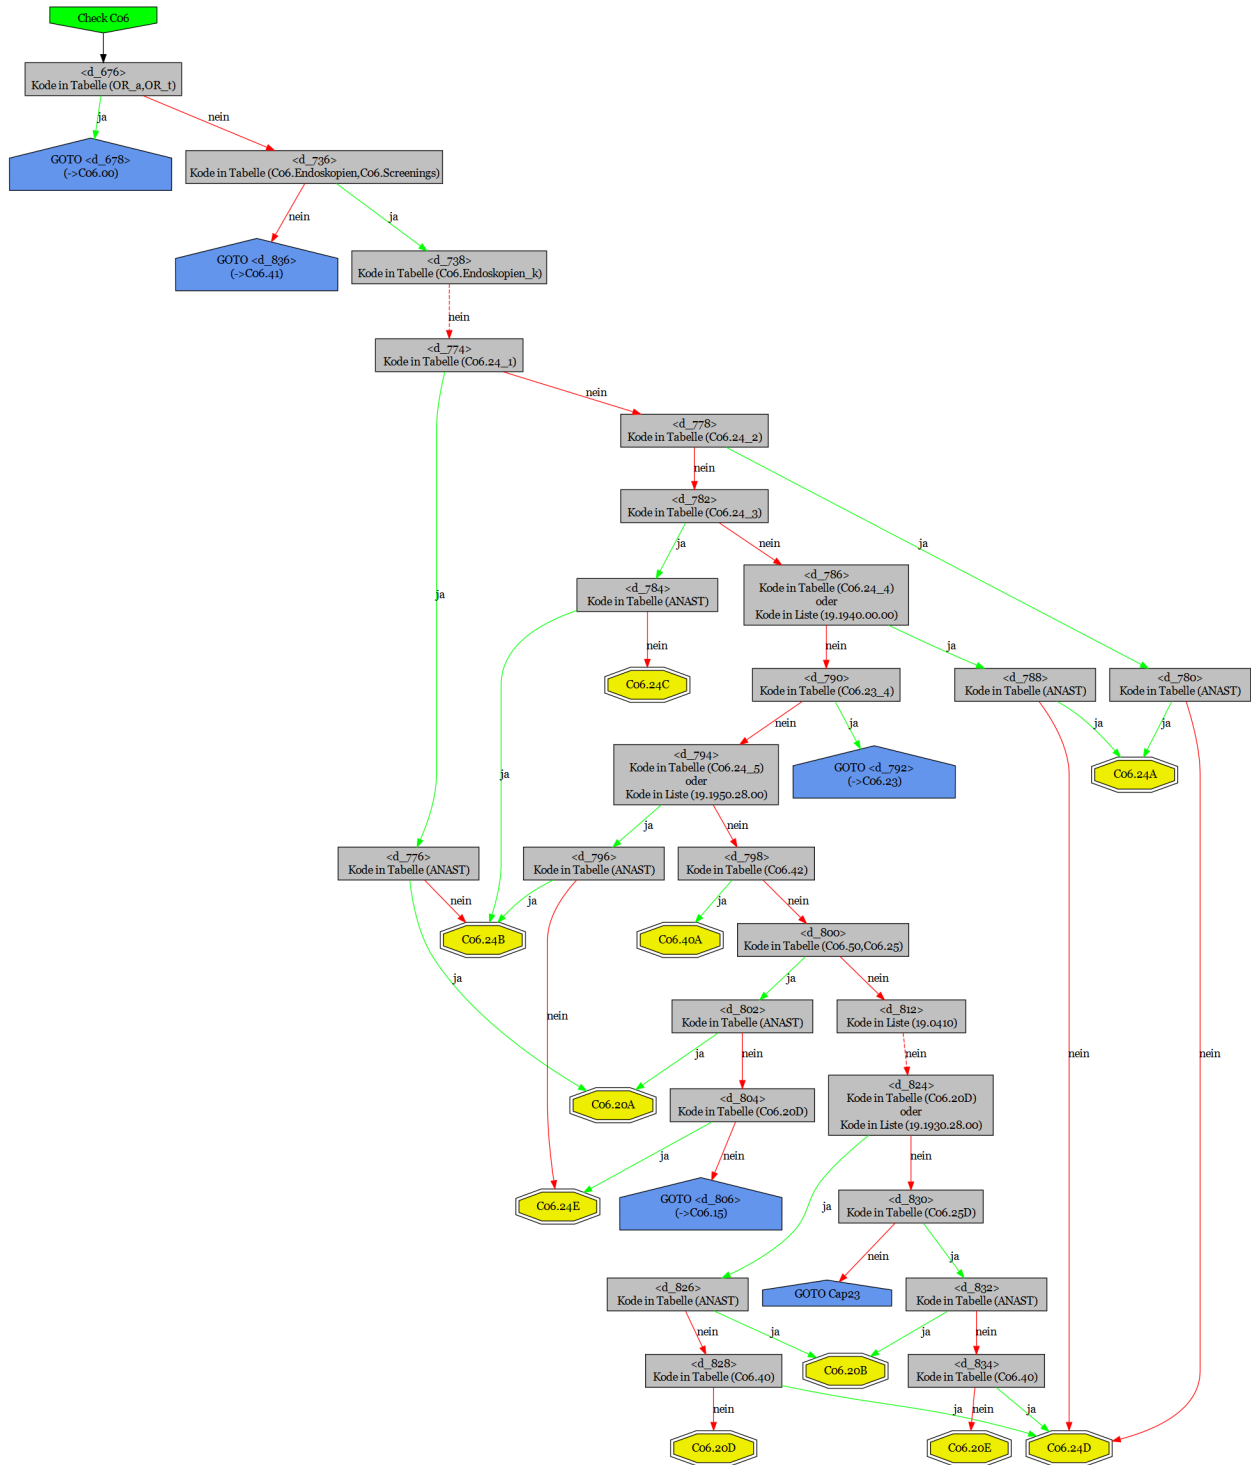 Check C06
<d_676>
Kode in Tabelle (OR_a,OR_t)
ja
nein
GOTO <d_678>
(->C06.00)
<d_736>
Kode in Tabelle (C06.Endoskopien,C06.Screenings)
nein
ja
GOTO <d_836>
(->C06.41)
<d_738>
Kode in Tabelle (C06.Endoskopien_k)
nein
<d_774>
Kode in Tabelle (C06.24_1)
nein
<d_778>
Kode in Tabelle (C06.24_2)
nein
<d_782>
Kode in Tabelle (C06.24_3)
ja
nein
ja
<d_784>
Kode in Tabelle (ANAST)
<d_786>
Kode in Tabelle (C06.24_4)
oder
Kode in Liste (19.1940.00.00)
ja
nein
nein
ja
C06.24C
<d_790>
Kode in Tabelle (C06.23_4)
<d_788>
Kode in Tabelle (ANAST)
<d_780>
Kode in Tabelle (ANAST)
nein
ja
ja
ja
<d_794>
Kode in Tabelle (C06.24_5)
oder
Kode in Liste (19.1950.28.00)
GOTO <d_792>
(->C06.23)
C06.24A
ja
ja
nein
<d_776>
Kode in Tabelle (ANAST)
<d_796>
Kode in Tabelle (ANAST)
<d_798>
Kode in Tabelle (C06.42)
nein
ja
ja
nein
C06.24B
C06.40A
<d_800>
Kode in Tabelle (C06.50,C06.25)
ja
ja
nein
nein
<d_802>
Kode in Tabelle (ANAST)
<d_812>
Kode in Liste (19.0410)
ja
nein
nein
nein
nein
C06.20A
<d_804>
Kode in Tabelle (C06.20D)
<d_824>
Kode in Tabelle (C06.20D)
oder
Kode in Liste (19.1930.28.00)
ja
nein
nein
C06.24E
GOTO <d_806>
(->C06.15)
ja
<d_830>
Kode in Tabelle (C06.25D)
nein
ja
<d_826>
Kode in Tabelle (ANAST)
GOTO Cap23
<d_832>
Kode in Tabelle (ANAST)
nein
ja
ja
nein
<d_828>
Kode in Tabelle (C06.40)
C06.20B
<d_834>
Kode in Tabelle (C06.40)
nein
ja
nein
ja
C06.20D
C06.20E
C06.24D